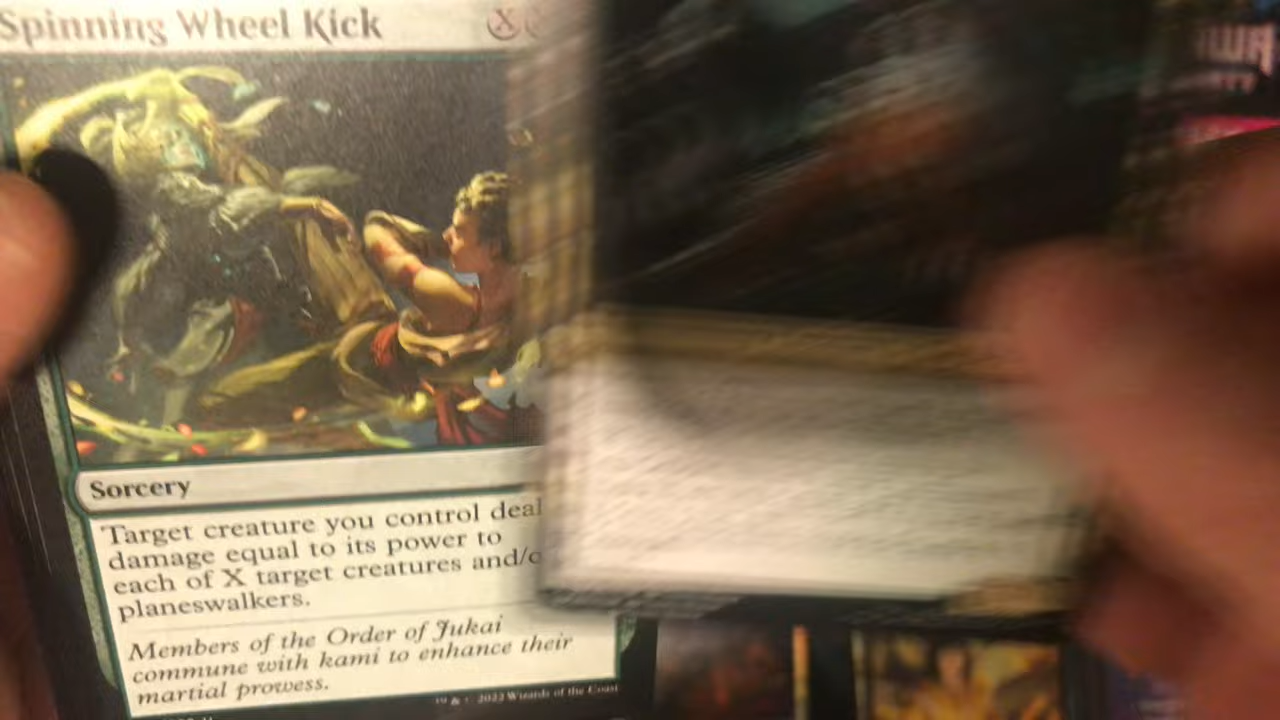 Spinning Wheel Kick X
Sorcery
Target creature you control deal
damage equal to its power to
each of X target creatures and/o
planeswalkers.
Members of the Order of Jukai
commune with kami to enhance their
martial prowess.
2022 Wizards of the Coast